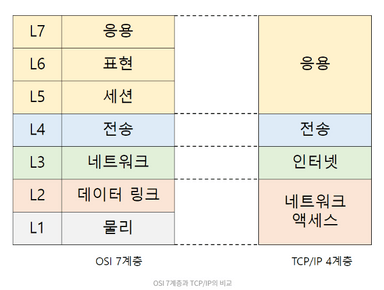 L7 응용
L6 표현 응용
L5 세션
L4 전송 전송
L3 네트워크 인터넷
L2 데이터 링크 네트워크
액세스
L1 물리
OSI 7계층 TCP/IP 4계층
OSI 7계층과 TCP/IP의 비교